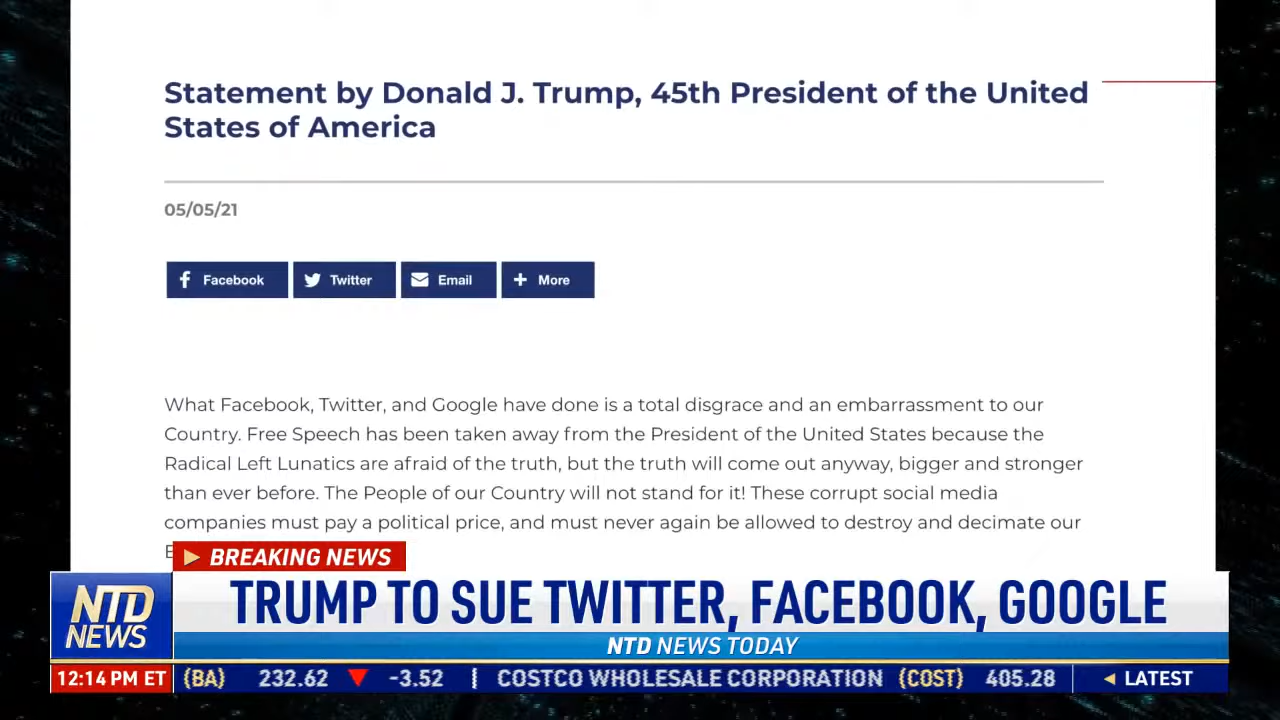 Statement by Donald J. Trump, 45th President of the United
States of America
05/05/21
Facebook
Twitter
Email
More
What Facebook, Twitter, and Google have done is a total disgrace and an embarrassment to our
Country. Free Speech has been taken away from the President of the United States because the
Radical Left Lunatics are afraid of the truth, but the truth will come out anyway, bigger and stronger
than ever before. The People of our Country will not stand for it! These corrupt social media
companies must pay a political price, and must never again be allowed to destroy and decimate our
BREAKING NEWS
NTD
NEWS
TRUMP TO SUE TWITTER, FACEBOOK, GOOGLE
NTD NEWS TODAY
12:14 PM ET
(BA) 232.62 ▼ -3.52 | COSTCO WHOLESALE CORPORATION (COST) 405.28
◄ LATEST